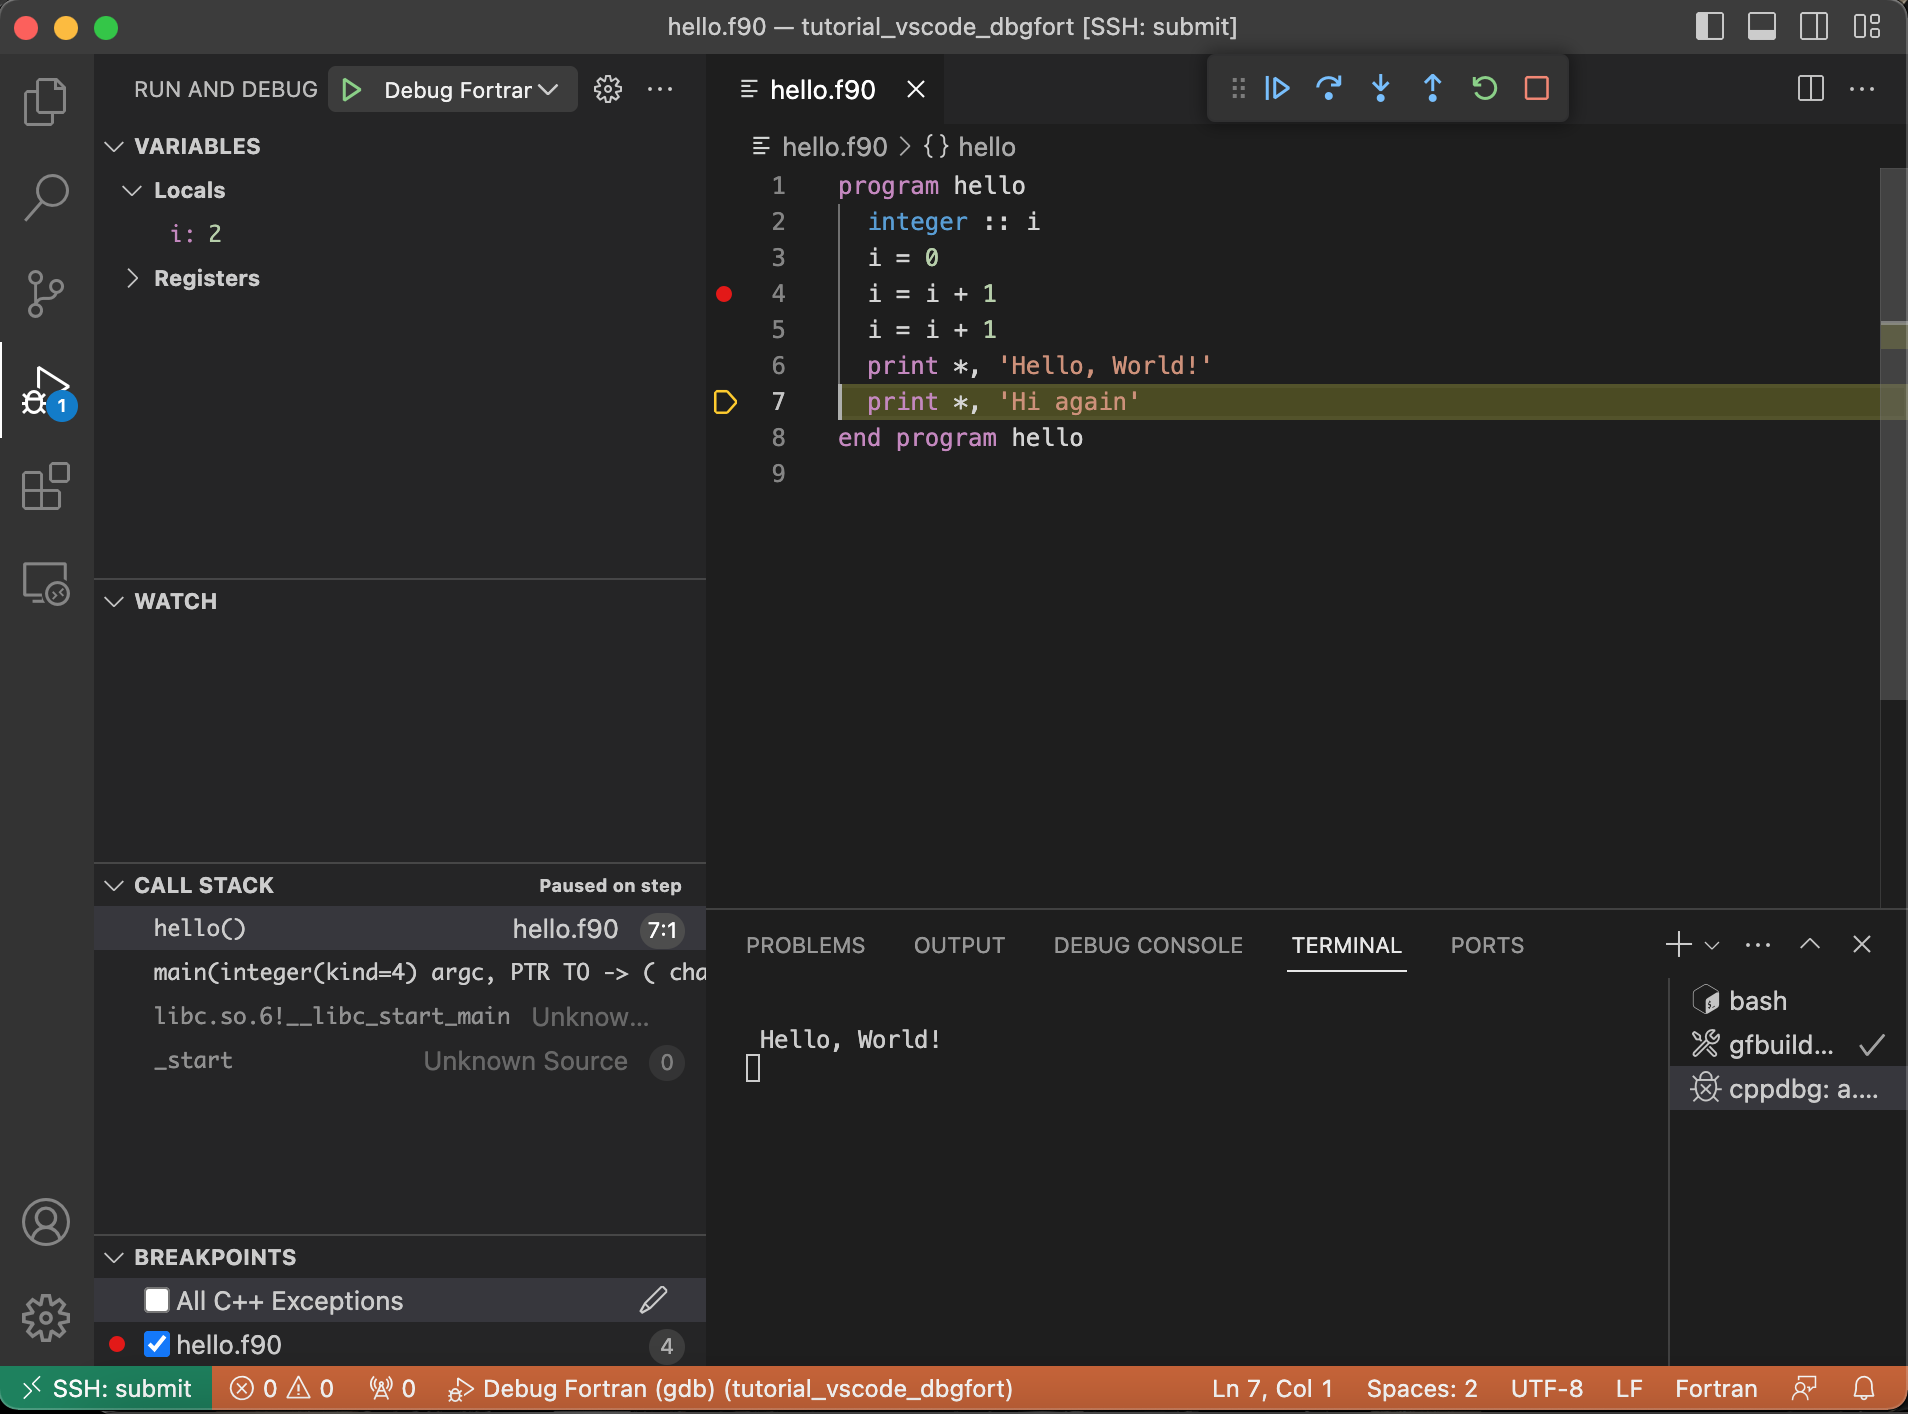 hello.f90 — tutorial_vscode_dbgfort [SSH: submit]
RUN AND DEBUG
Debug Fortrar
hello.f90
VARIABLES
Locals
i: 2
Registers
WATCH
CALL STACK
Paused on step
hello()
hello.f90
7:1
main(integer(kind=4) argc, PTR TO -> ( cha
libc.so.6!__libc_start_main
Unknow...
_start
Unknown Source
0
BREAKPOINTS
All C++ Exceptions
hello.f90
4
1
hello.f90 > {} hello
1 program hello
2 integer :: i
3 i = 0
4 i = i + 1
5 i = i + 1
6 print *, 'Hello, World!'
7 print *, 'Hi again'
8 end program hello
9
PROBLEMS
OUTPUT
DEBUG CONSOLE
TERMINAL
PORTS
Hello, World!
bash
gfbuild...
cppdbg: a....
SSH: submit
0
0
0
Debug Fortran (gdb) (tutorial_vscode_dbgfort)
Ln 7, Col 1
Spaces: 2
UTF-8
LF
Fortran